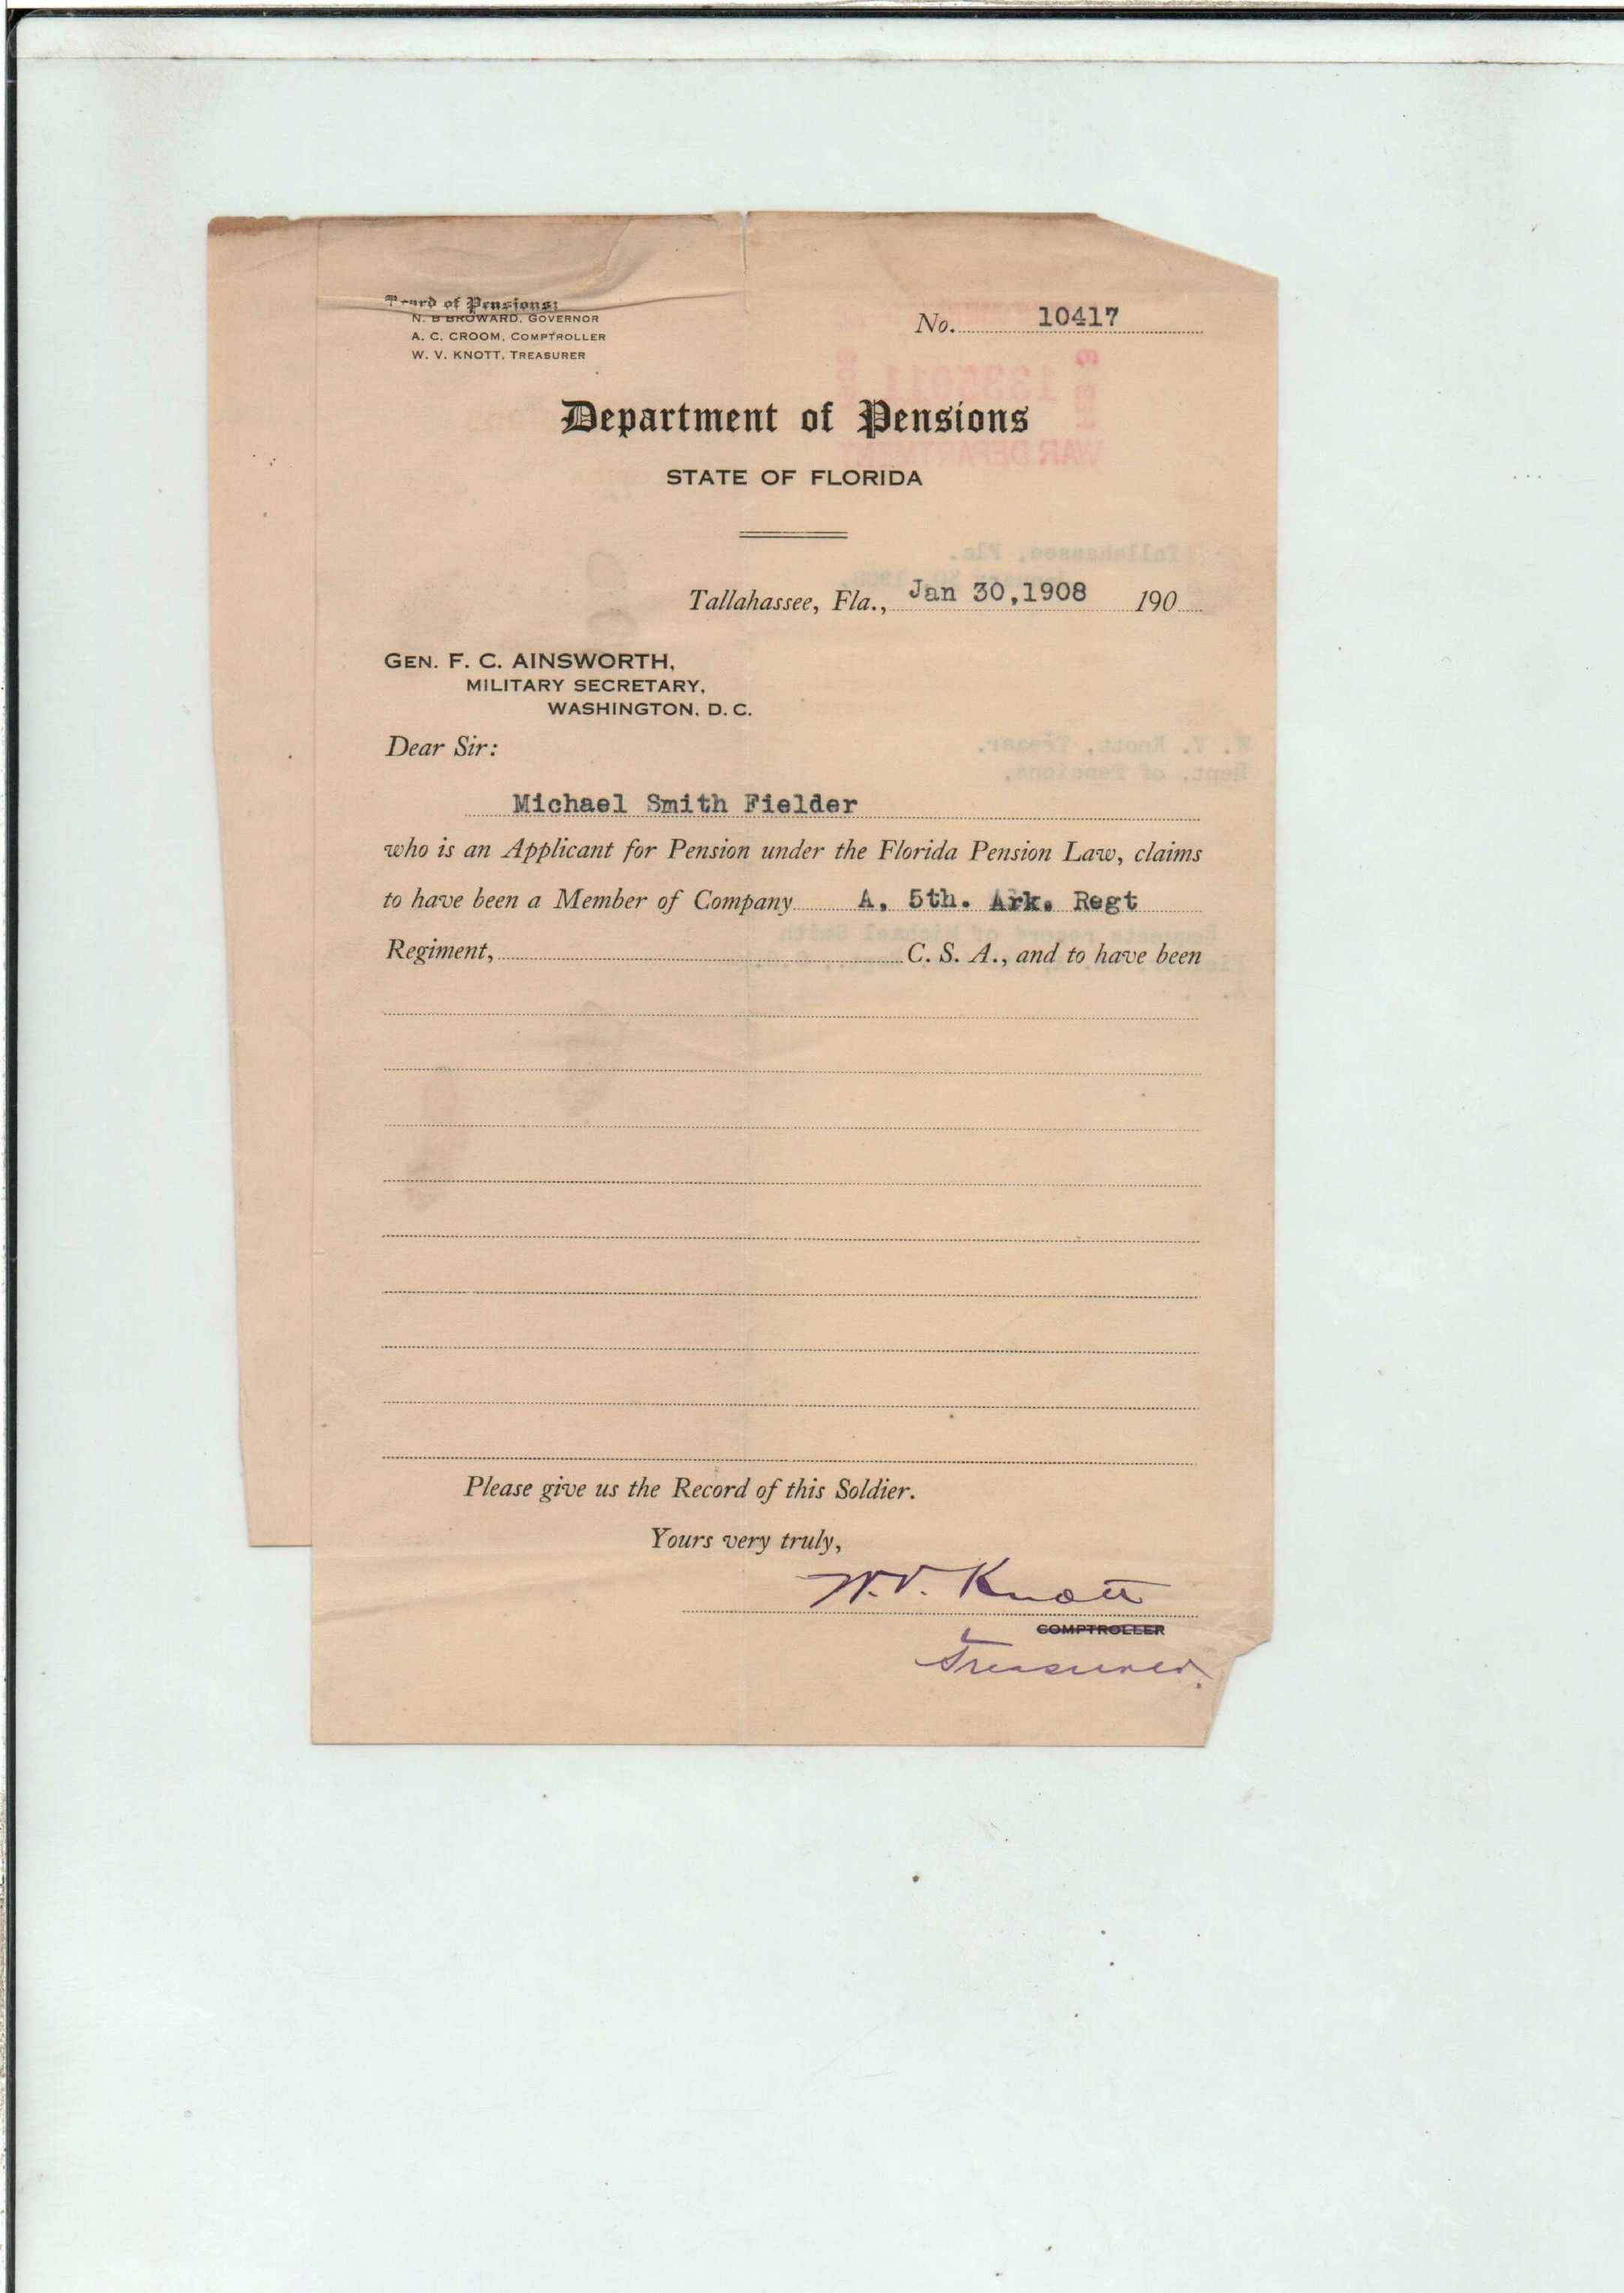 Board of Pensions:
N. B BROWARD, GOVERNOR
A. C. CROOM, COMPTROLLER
W. V. KNOTT, TREASURER
No. 10417
Department of Pensions
STATE OF FLORIDA
Tallahassee, Fla., Jan 30,1908 190
GEN. F. C. AINSWORTH,
MILITARY SECRETARY,
WASHINGTON, D. C.
Dear Sir:
Michael Smith Fielder
who is an Applicant for Pension under the Florida Pension Law, claims
to have been a Member of Company A, 5th. Ark. Regt
Regiment, C. S. A., and to have been
Please give us the Record of this Soldier.
Yours very truly,
W. V. Knott
COMPTROLLER
Treasurer.